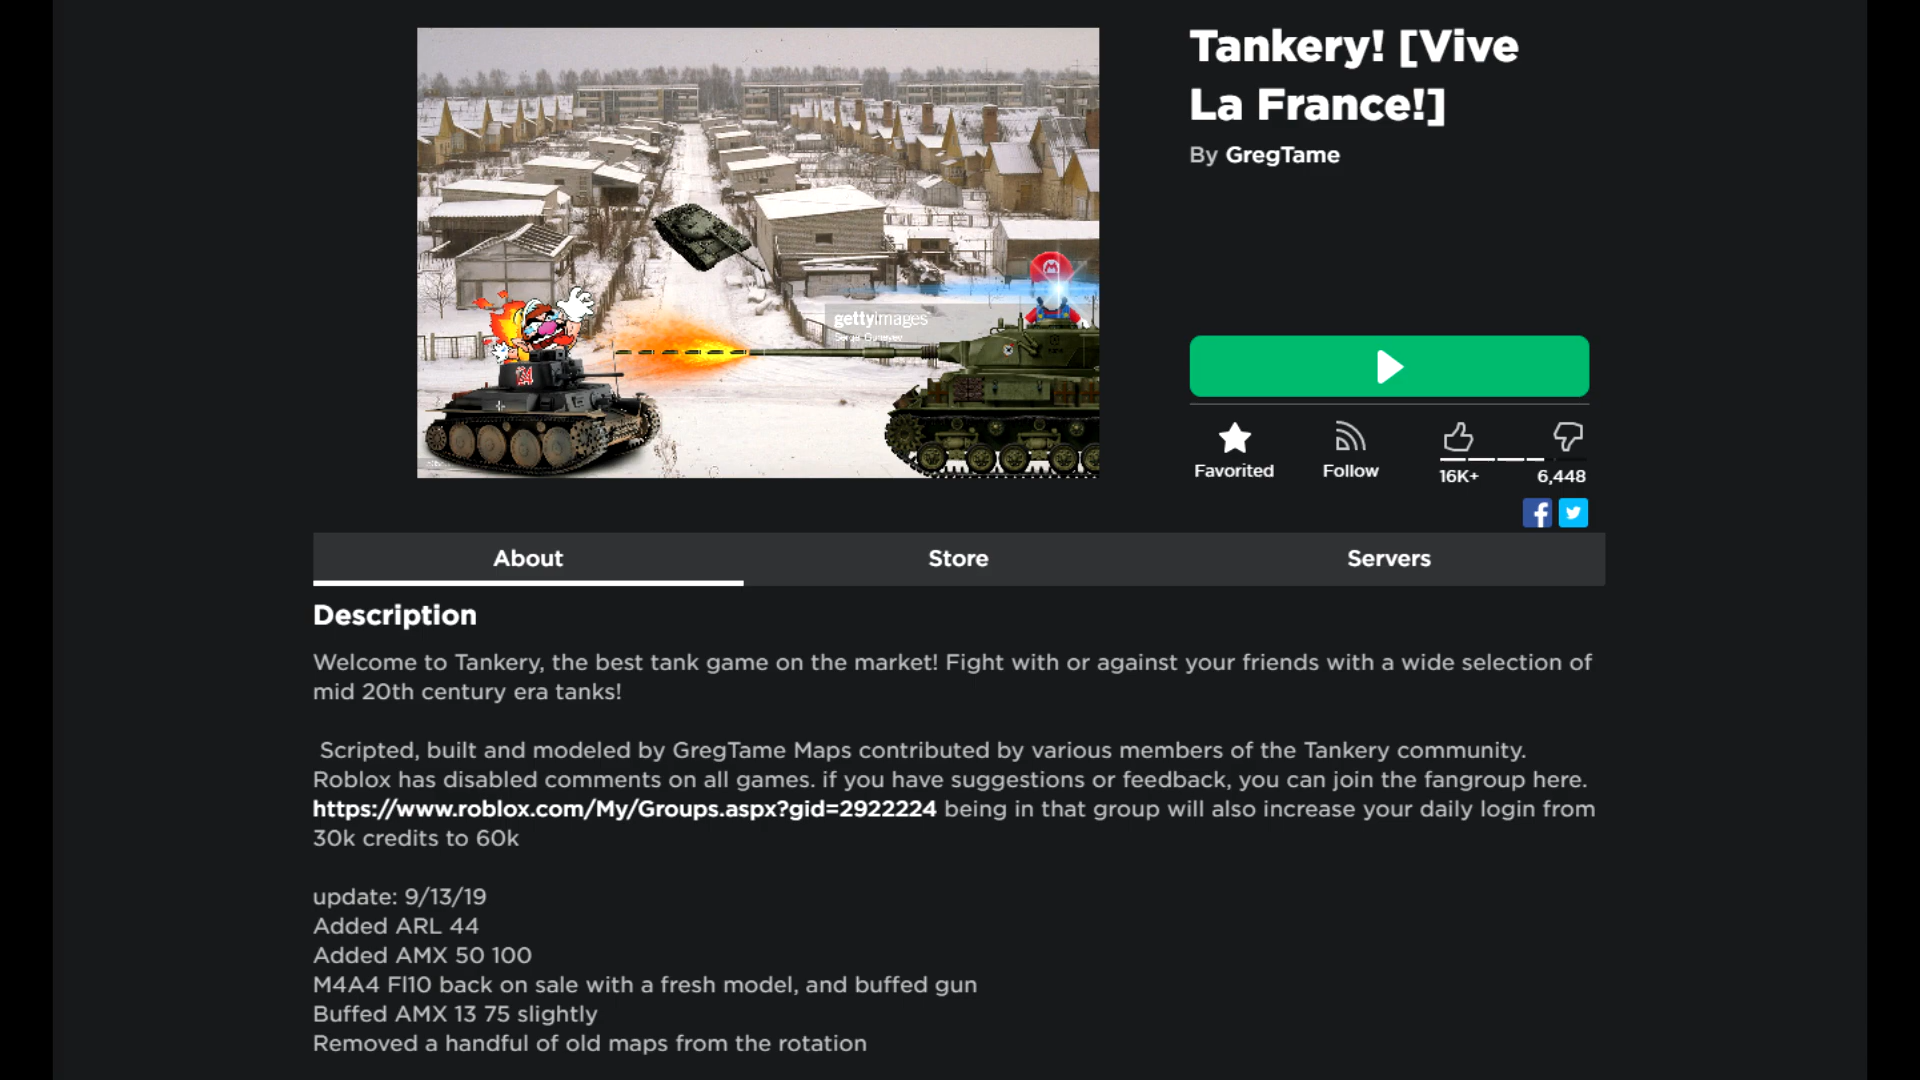 Tankery! [Vive
La France!]
By GregTame
gettyimages
Favorited
Follow
16K+
6,448
About
Store
Servers
Description
Welcome to Tankery, the best tank game on the market! Fight with or against your friends with a wide selection of
mid 20th century era tanks!
Scripted, built and modeled by GregTame Maps contributed by various members of the Tankery community.
Roblox has disabled comments on all games. if you have suggestions or feedback, you can join the fangroup here.
https://www.roblox.com/My/Groups.aspx?gid=2922224 being in that group will also increase your daily login from
30k credits to 60k
update: 9/13/19
Added ARL 44
Added AMX 50 100
M4A4 Fl10 back on sale with a fresh model, and buffed gun
Buffed AMX 13 75 slightly
Removed a handful of old maps from the rotation